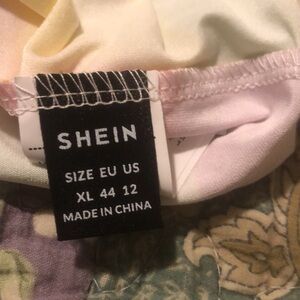 SHEIN
SIZE EU US
XL 44 12
MADE IN CHINA